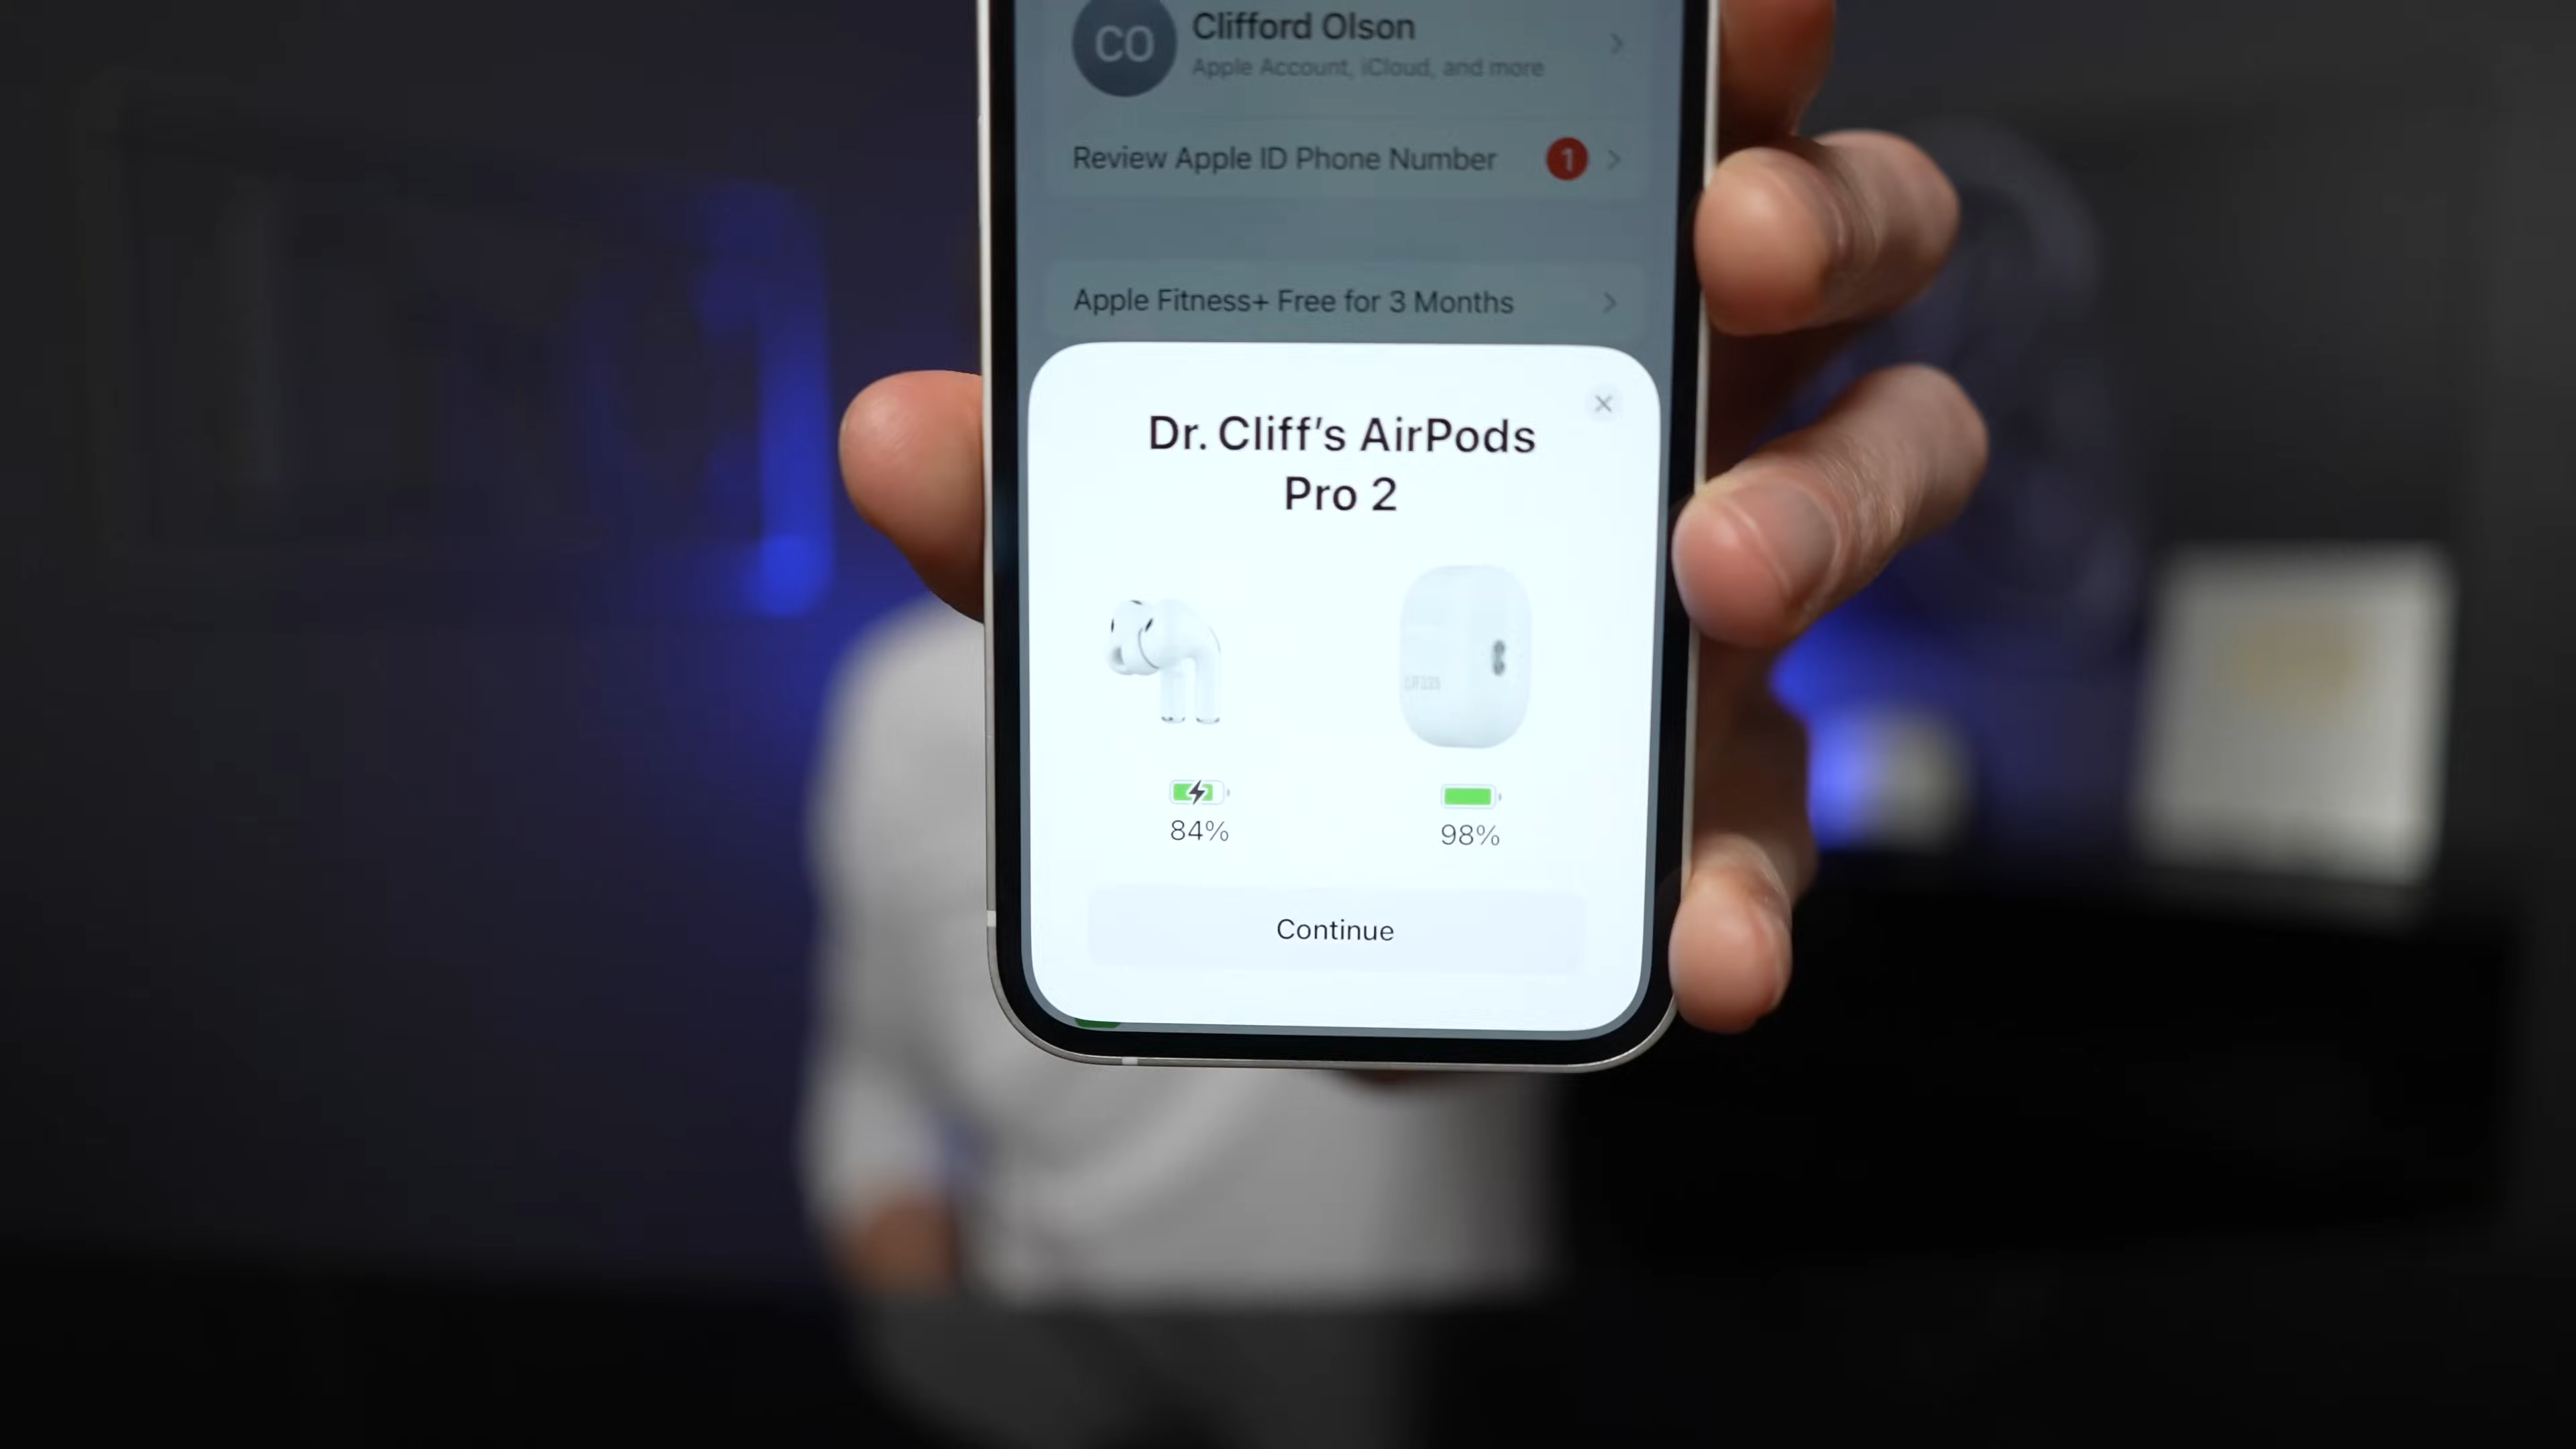 CO
Clifford Olson
Apple Account, iCloud, and more
Review Apple ID Phone Number
1
Apple Fitness+ Free for 3 Months
Dr. Cliff's AirPods
Pro 2
84%
98%
Continue